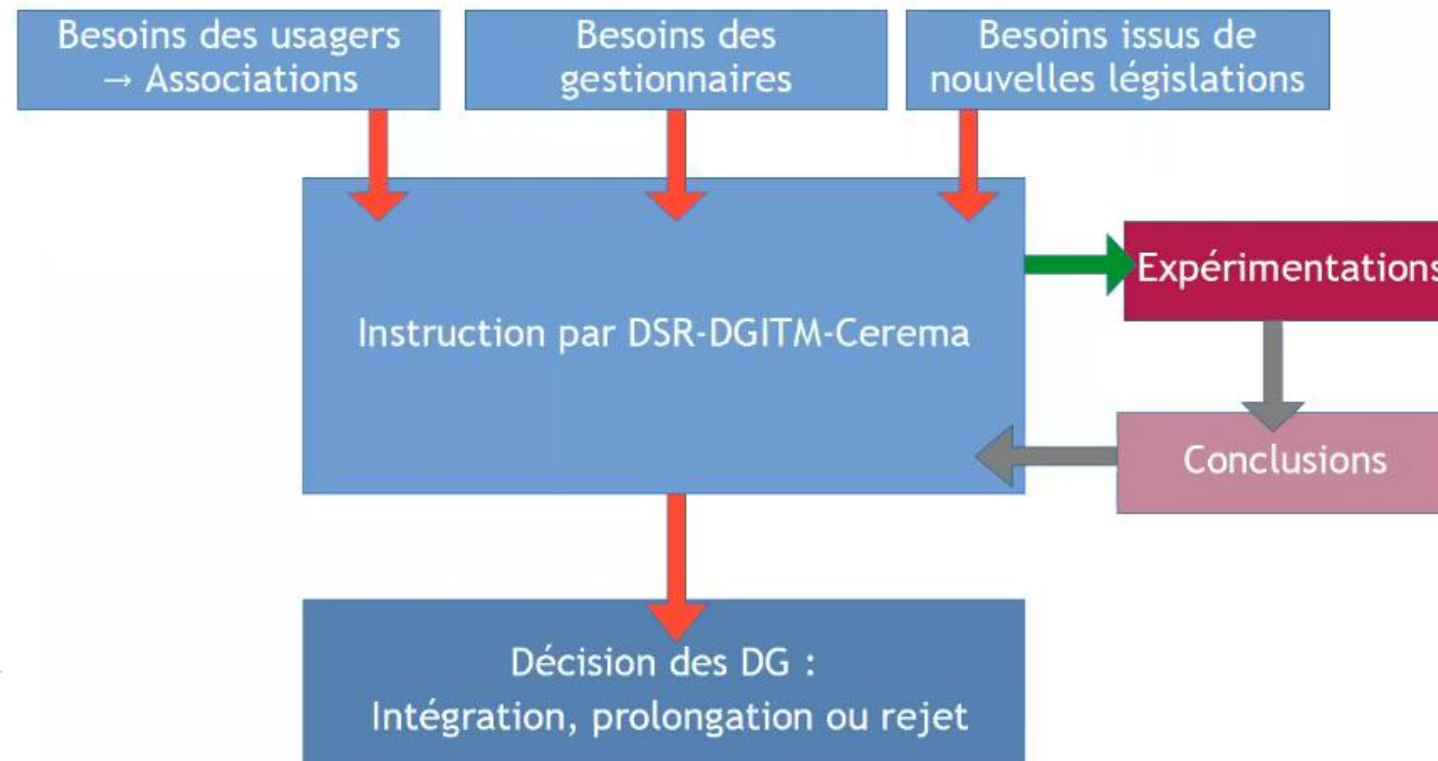 Besoins des usagers
→ Associations
Besoins des
gestionnaires
Besoins issus de
nouvelles législations
Expérimentations
Instruction par DSR-DGITM-Cerema
Conclusions
Décision des DG :
Intégration, prolongation ou rejet